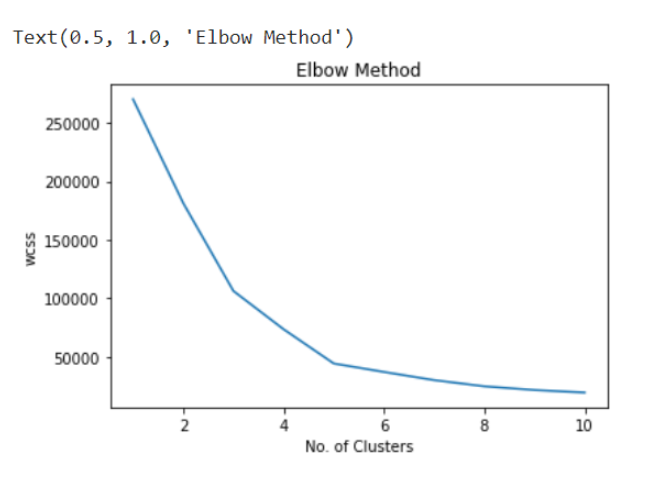 Text(0.5, 1.0, 'Elbow Method')
Elbow Method
250000
200000
150000
100000
50000
wcss
2 4 6 8 10
No. of Clusters